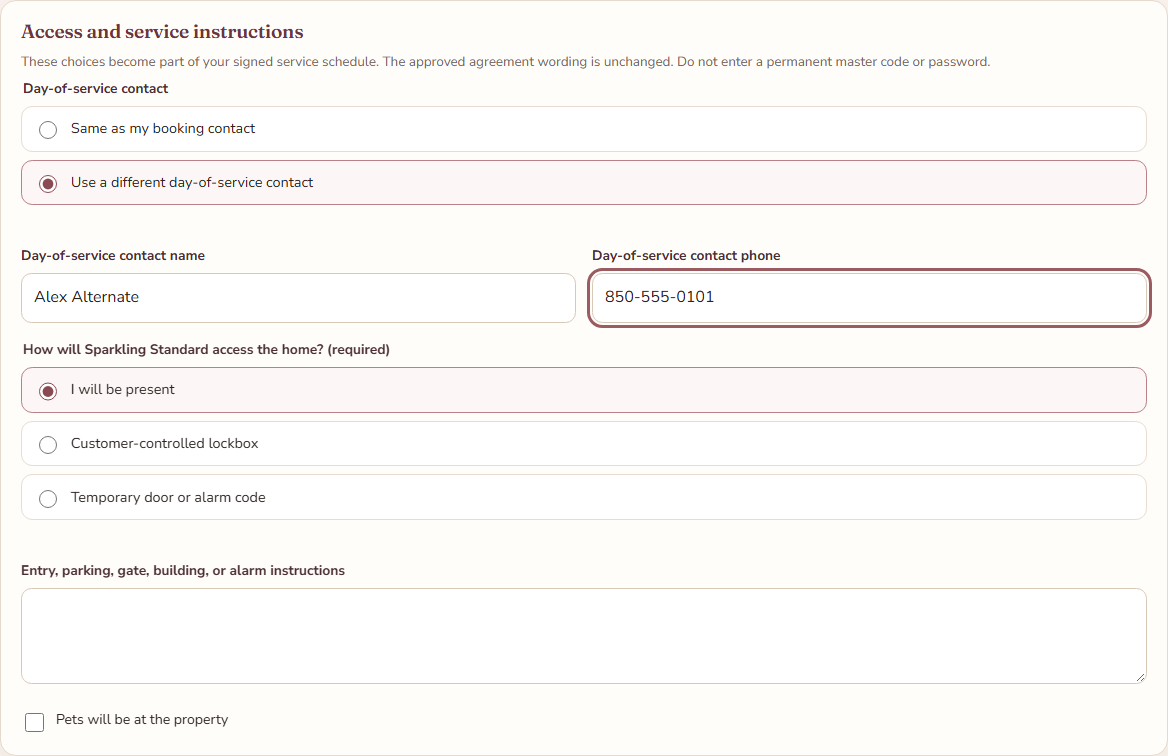 Access and service instructions
These choices become part of your signed service schedule. The approved agreement wording is unchanged. Do not enter a permanent master code or password.
Day-of-service contact
Same as my booking contact
Use a different day-of-service contact
Day-of-service contact name
Day-of-service contact phone
Alex Alternate
850-555-0101
How will Sparkling Standard access the home? (required)
I will be present
Customer-controlled lockbox
Temporary door or alarm code
Entry, parking, gate, building, or alarm instructions
Pets will be at the property